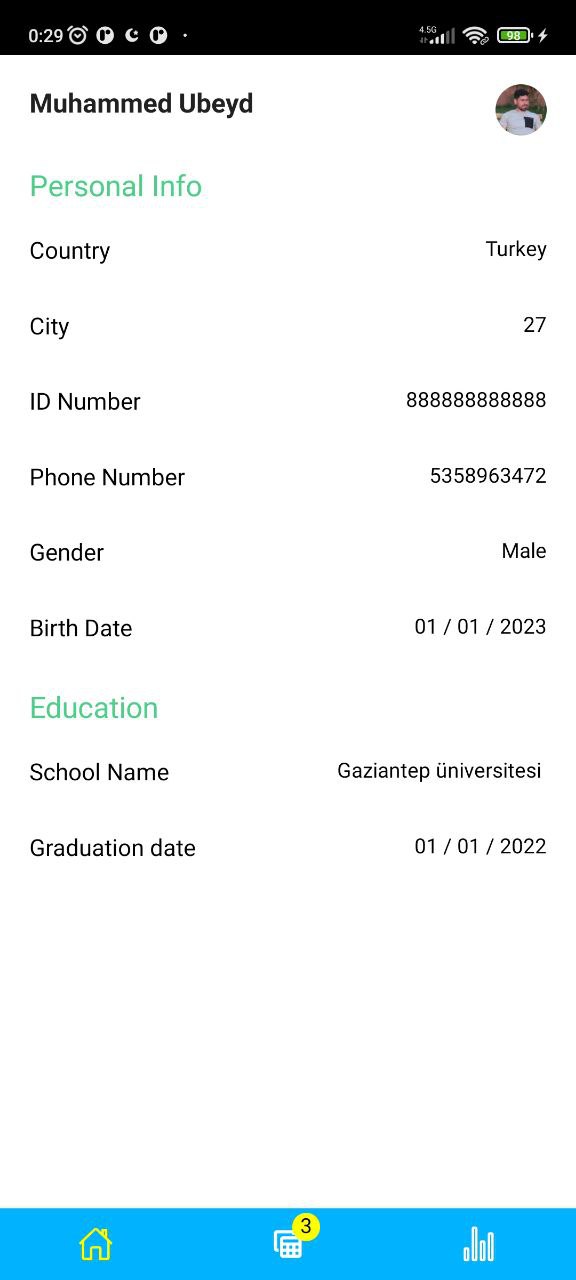 0:29
4.5G
98
Muhammed Ubeyd
Personal Info
Country Turkey
City 27
ID Number 888888888888
Phone Number 5358963472
Gender Male
Birth Date 01 / 01 / 2023
Education
School Name Gaziantep üniversitesi
Graduation date 01 / 01 / 2022
3